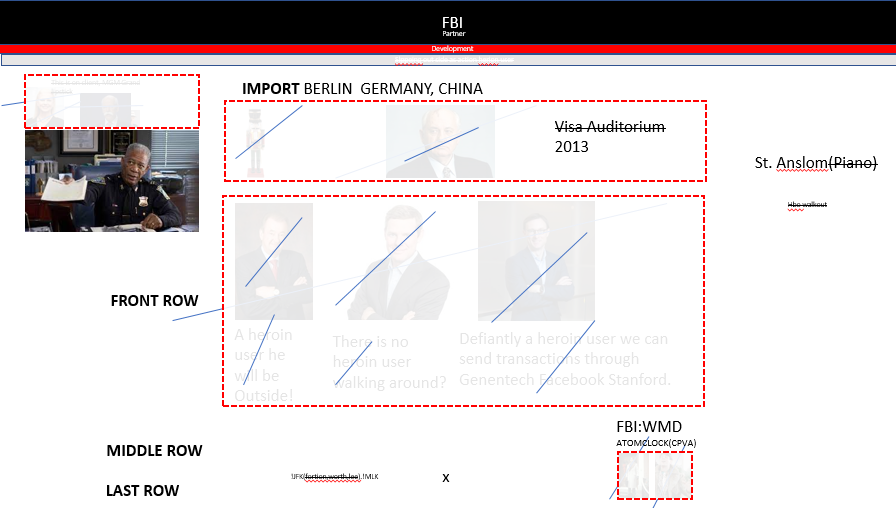 FBI
Partner
Development
IMPORT BERLIN GERMANY, CHINA
Visa Auditorium
2013
St. Anslom(Piano)
Hbo walkout
FRONT ROW
A heroin
user he
will be
Outside!
There is no
heroin user
walking around?
Defiantly a heroin user we can
send transactions through
Genentech Facebook Stanford.
FBI:WMD
ATOMCLOCK(CPVA)
MIDDLE ROW
!JFK(fortion,worth,loo).!MLK
x
LAST ROW